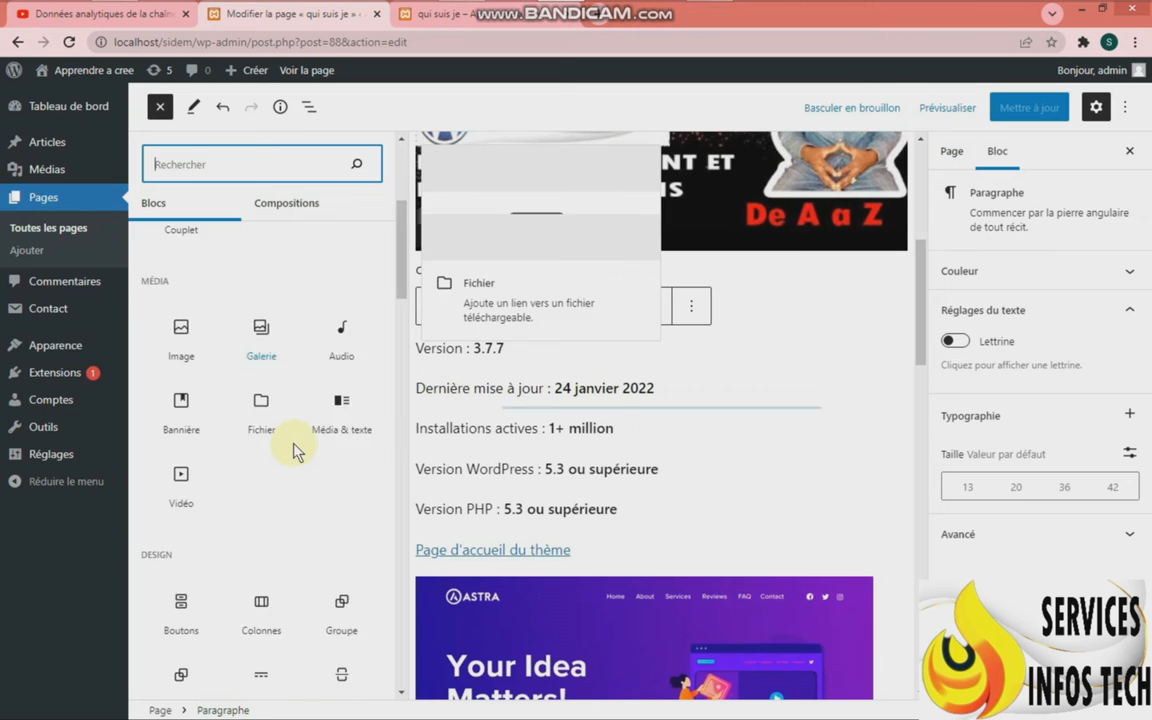 Données analytiques de la chaîn
Modifier la page « qui suis je » ‹
qui suis je – A
www.BANDICAM.com
localhost/sidem/wp-admin/post.php?post=88&action=edit
S
Apprendre a cree
5
0
Créer
Voir la page
Bonjour, admin
Tableau de bord
Articles
Médias
Pages
Toutes les pages
Ajouter
Commentaires
Contact
Apparence
Extensions 1
Comptes
Outils
Réglages
Réduire le menu
Basculer en brouillon
Prévisualiser
Mettre à jour
Rechercher
Blocs
Compositions
Couplet
MÉDIA
Image
Galerie
Audio
Bannière
Fichier
Média & texte
Vidéo
DESIGN
Boutons
Colonnes
Groupe
NT ET
S
De A a Z
Fichier
Ajoute un lien vers un fichier
téléchargeable.
Version : 3.7.7
Dernière mise à jour : 24 janvier 2022
Installations actives : 1+ million
Version WordPress : 5.3 ou supérieure
Version PHP : 5.3 ou supérieure
Page d'accueil du thème
ASTRA
Home
About
Services
Reviews
FAQ
Contact
Your Idea
Matters!
Page
Bloc
Paragraphe
Commencer par la pierre angulaire
de tout récit.
Couleur
Réglages du texte
Lettrine
Cliquez pour afficher une lettrine.
Typographie
Taille Valeur par défaut
13
20
36
42
Avancé
SERVICES
INFOS TECH
Page
Paragraphe